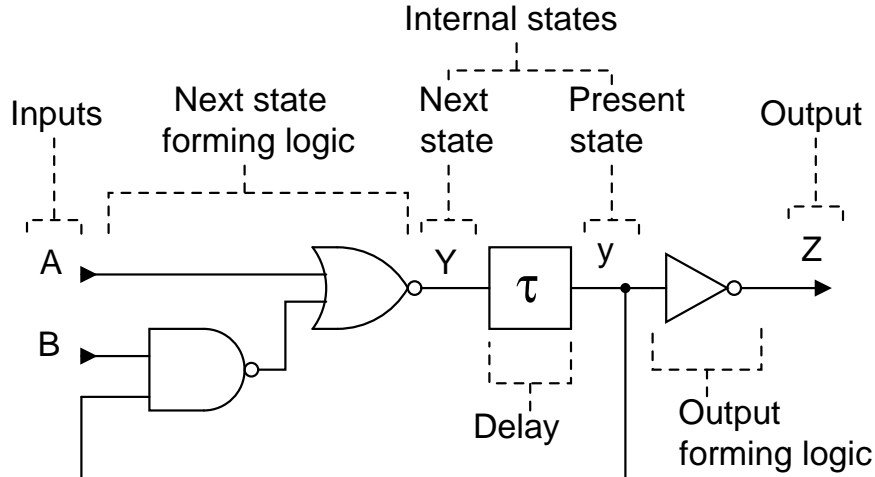 Internal states
Inputs
Next state
forming logic
Next
state
Present
state
Output
A
Y
y
Z
τ
B
Delay
Output
forming logic